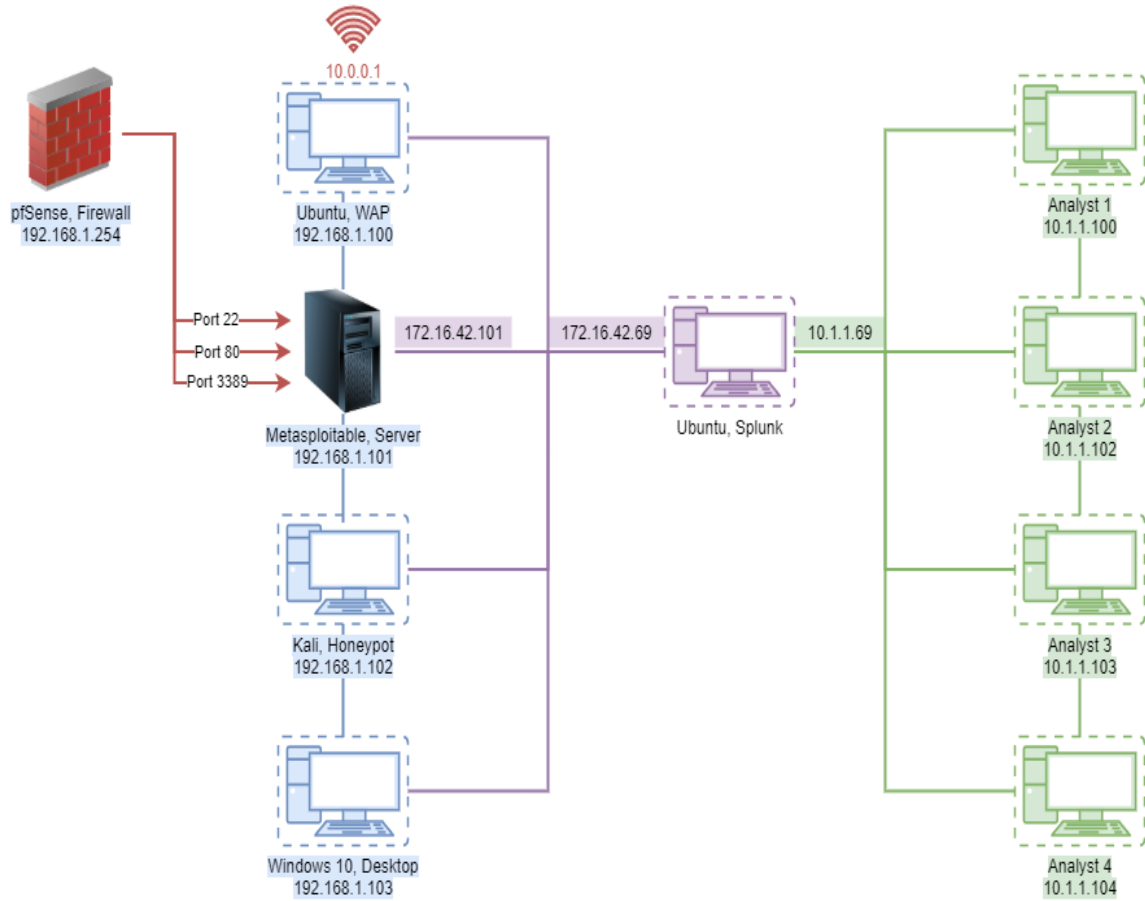 10.0.0.1
pfSense, Firewall
192.168.1.254
Ubuntu, WAP
192.168.1.100
Port 22
Port 80
Port 3389
Metasploitable, Server
192.168.1.101
Kali, Honeypot
192.168.1.102
Windows 10, Desktop
192.168.1.103
172.16.42.101
172.16.42.69
Ubuntu, Splunk
10.1.1.69
Analyst 1
10.1.1.100
Analyst 2
10.1.1.102
Analyst 3
10.1.1.103
Analyst 4
10.1.1.104